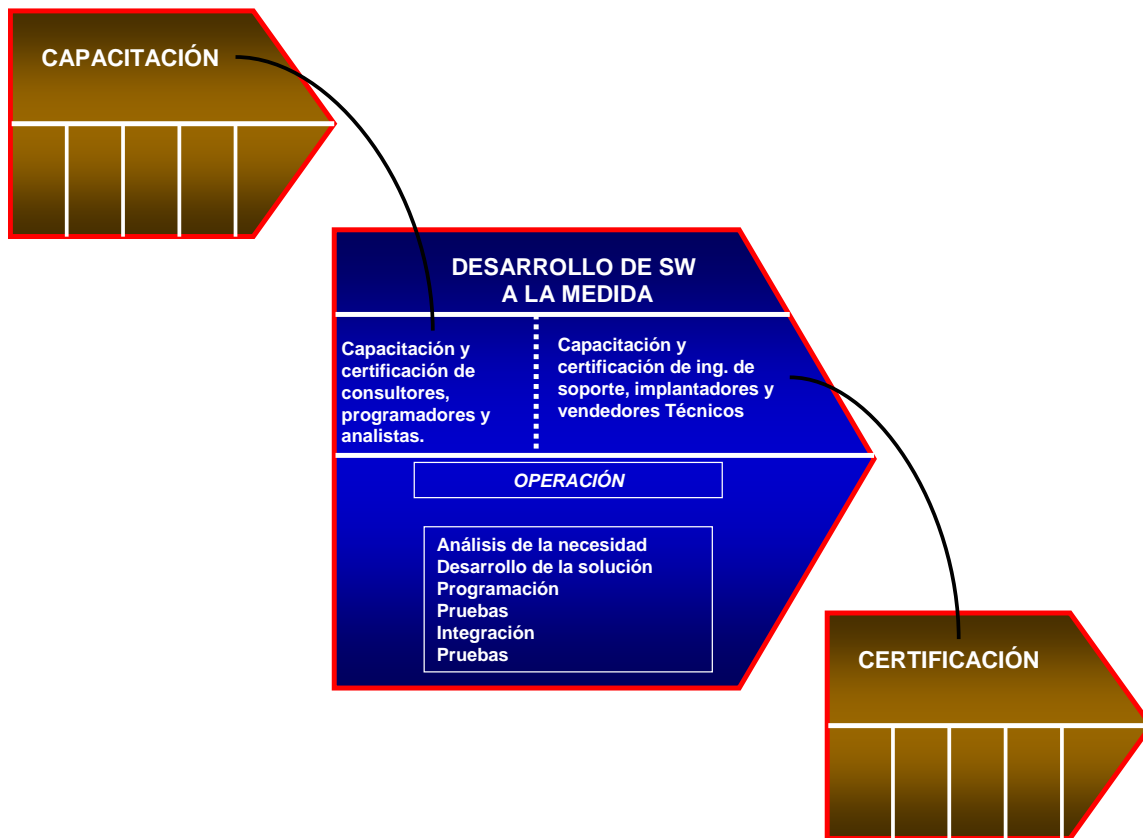 CAPACITACIÓN
DESARROLLO DE SW
A LA MEDIDA
Capacitación y
certificación de
consultores,
programadores y
analistas.
Capacitación y
certificación de ing. de
soporte, implantadores y
vendedores Técnicos
OPERACIÓN
Análisis de la necesidad
Desarrollo de la solución
Programación
Pruebas
Integración
Pruebas
CERTIFICACIÓN